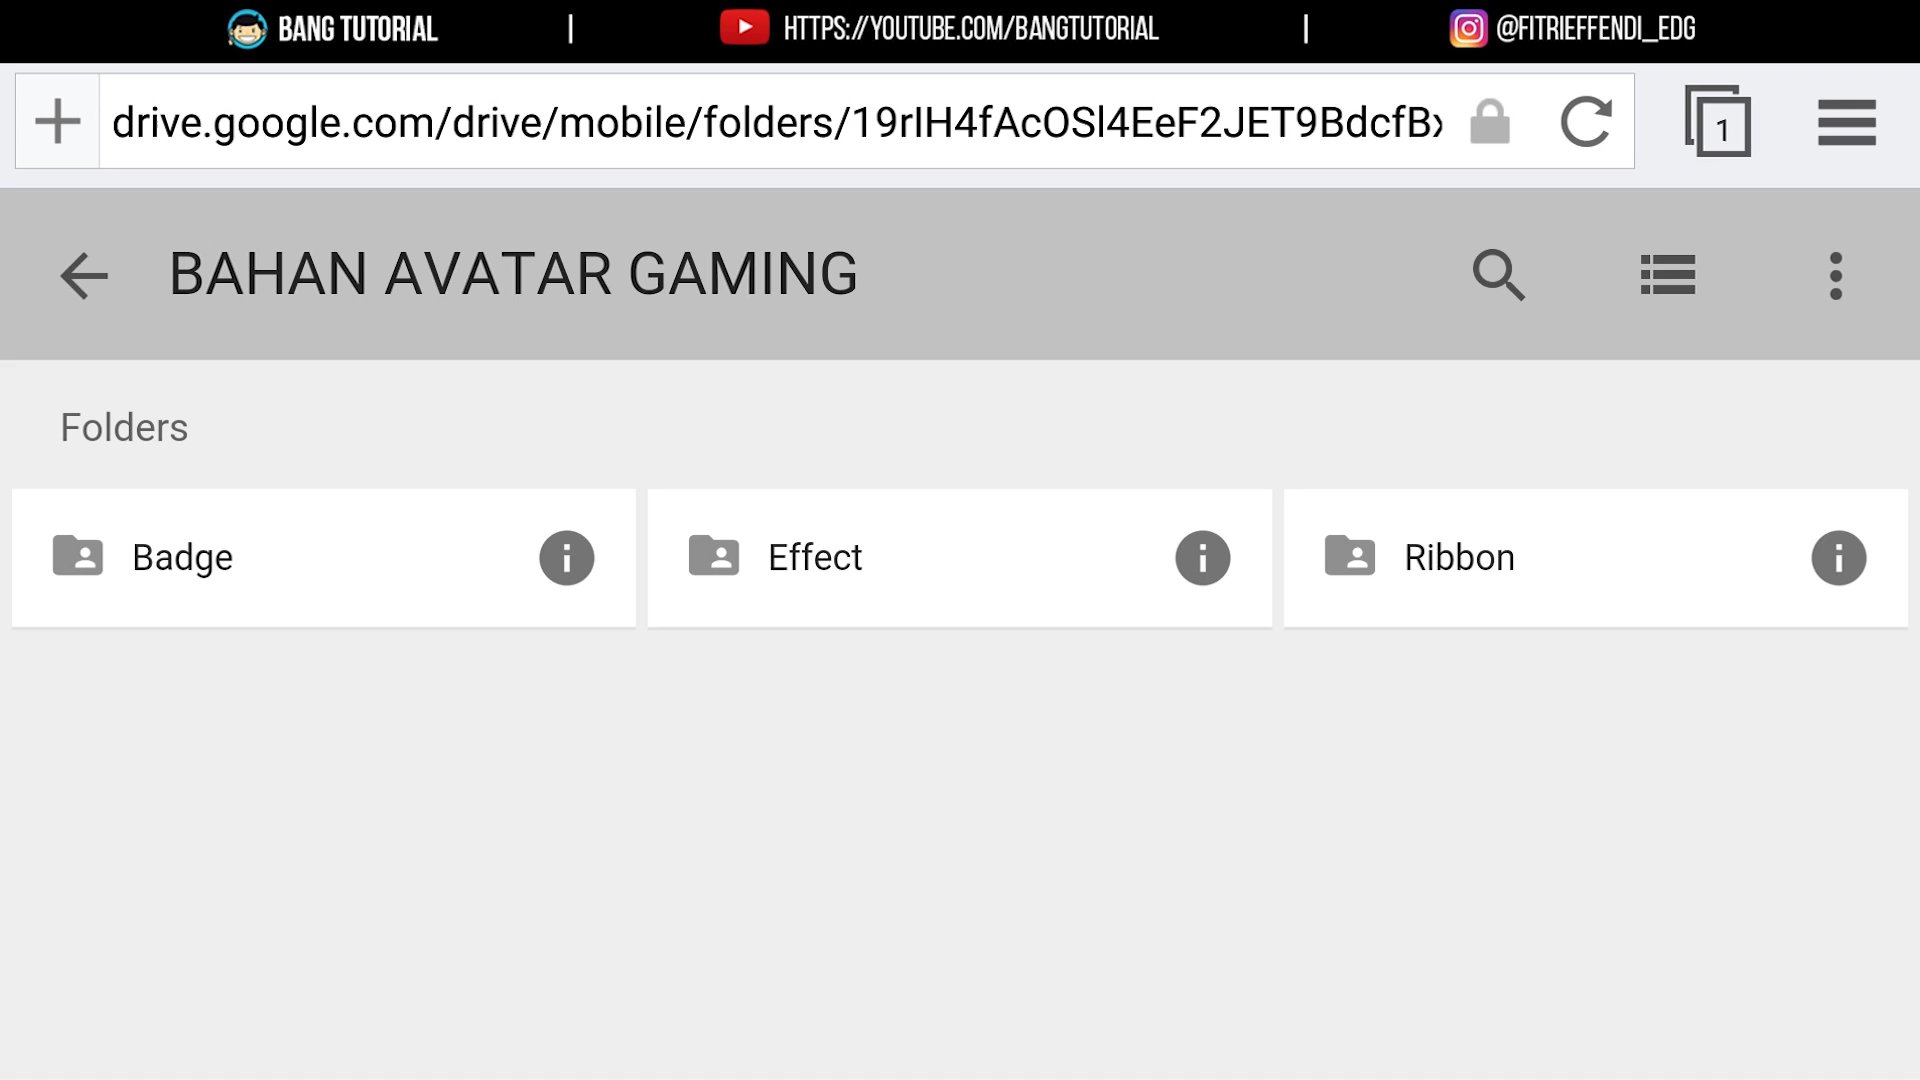 BANG TUTORIAL | HTTPS://YOUTUBE.COM/BANGTUTORIAL | @FITRIEFFENDI_EDG
drive.google.com/drive/mobile/folders/19rIH4fAcOSl4EeF2JET9BdcfBx
1
BAHAN AVATAR GAMING
Folders
Badge
Effect
Ribbon